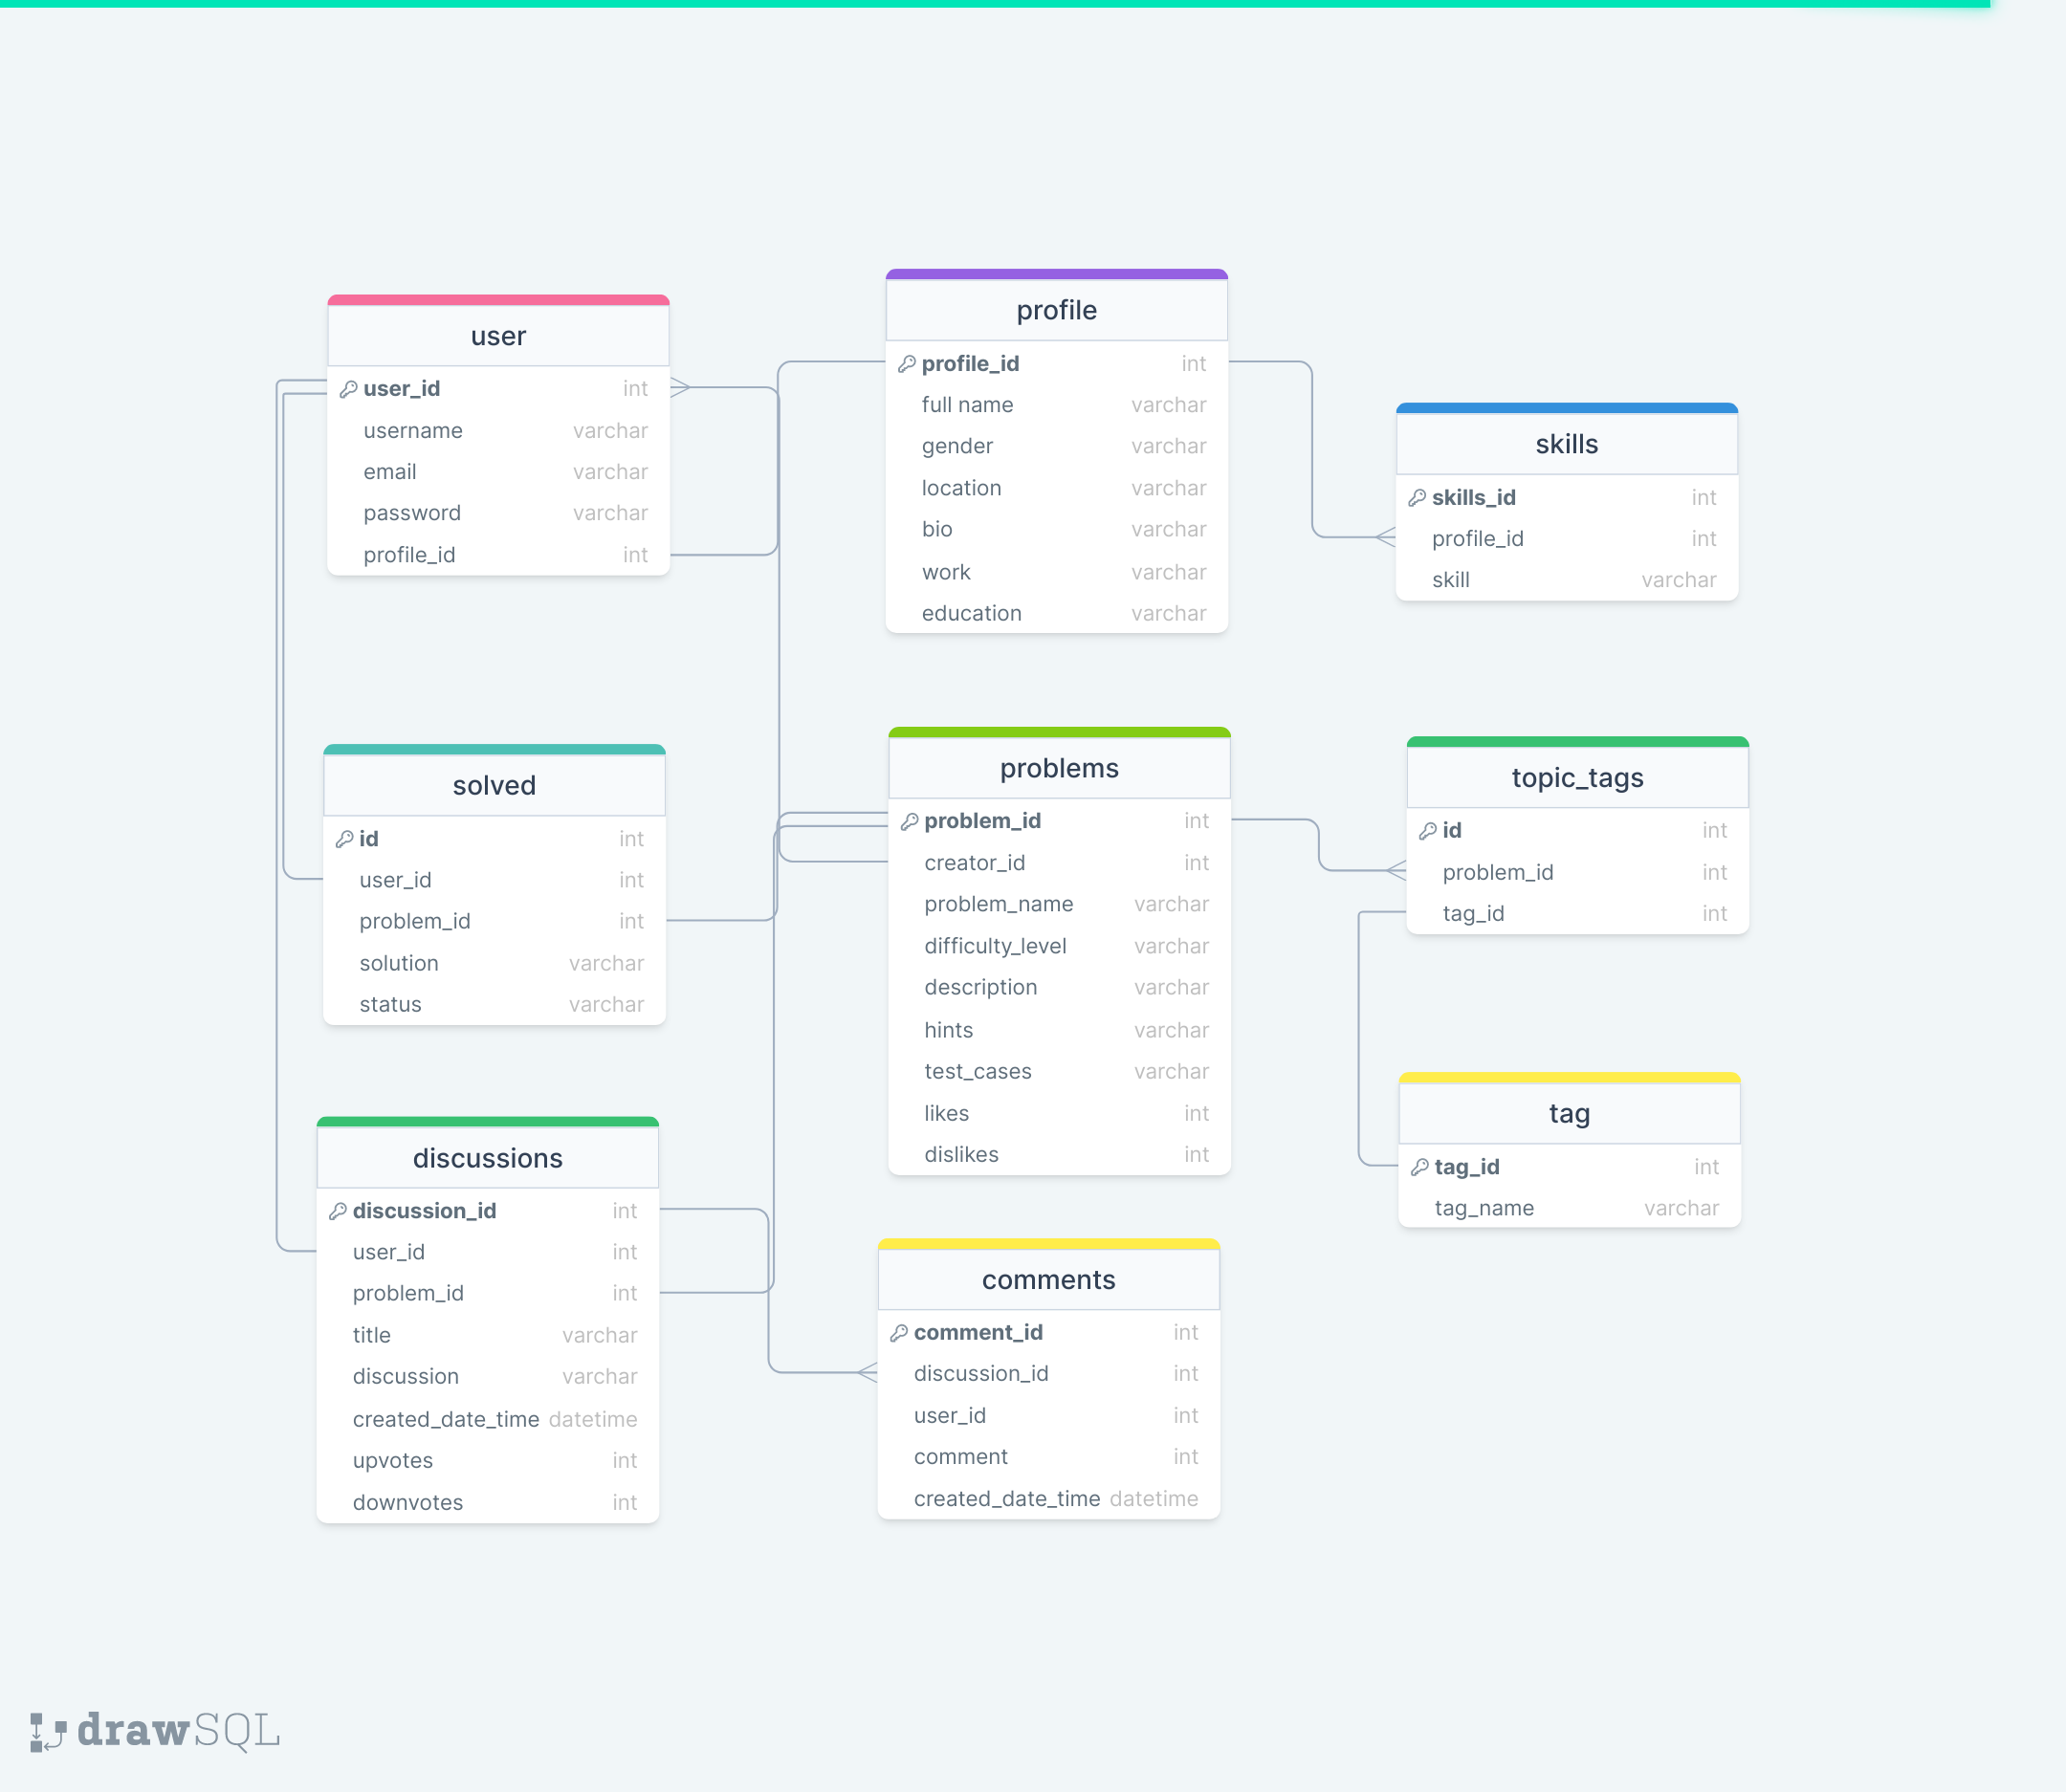 user
user_id int
username varchar
email varchar
password varchar
profile_id int
profile
profile_id int
full name varchar
gender varchar
location varchar
bio varchar
work varchar
education varchar
skills
skills_id int
profile_id int
skill varchar
solved
id int
user_id int
problem_id int
solution varchar
status varchar
problems
problem_id int
creator_id int
problem_name varchar
difficulty_level varchar
description varchar
hints varchar
test_cases varchar
likes int
dislikes int
topic_tags
id int
problem_id int
tag_id int
tag
tag_id int
tag_name varchar
discussions
discussion_id int
user_id int
problem_id int
title varchar
discussion varchar
created_date_time datetime
upvotes int
downvotes int
comments
comment_id int
discussion_id int
user_id int
comment int
created_date_time datetime
drawSQL